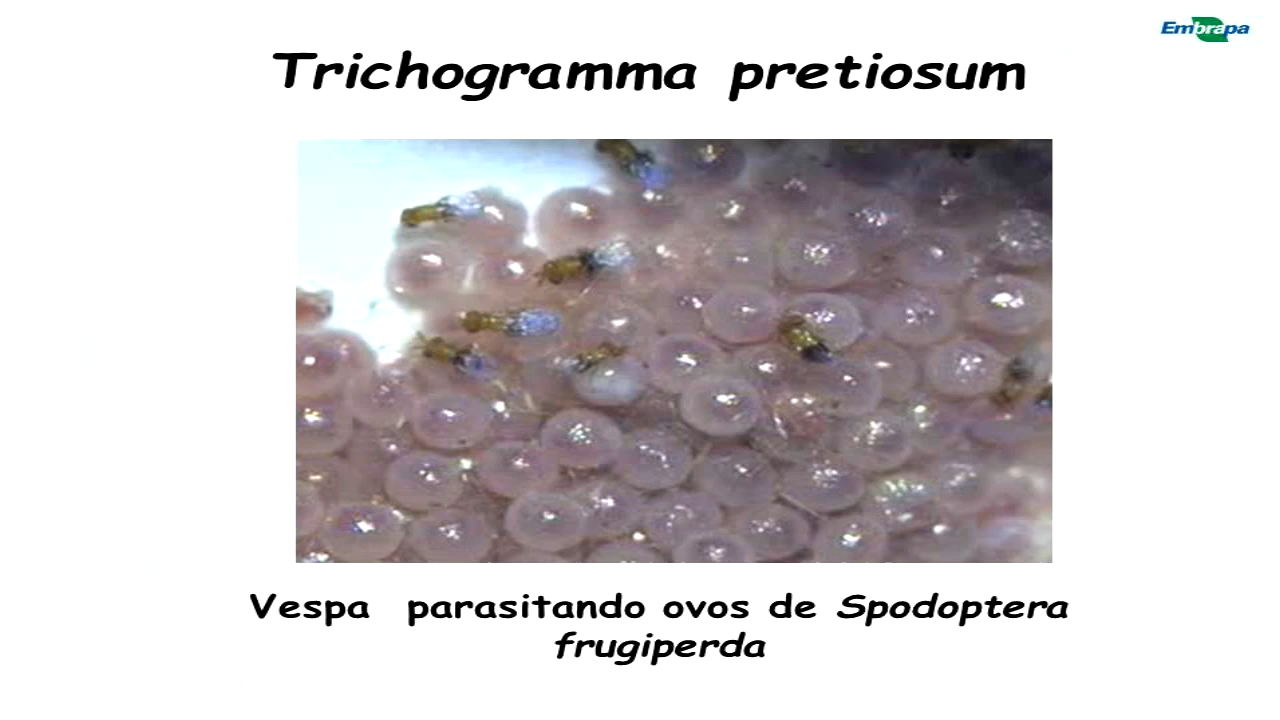 Embrapa
Trichogramma pretiosum
Vespa parasitando ovos de Spodoptera
frugiperda